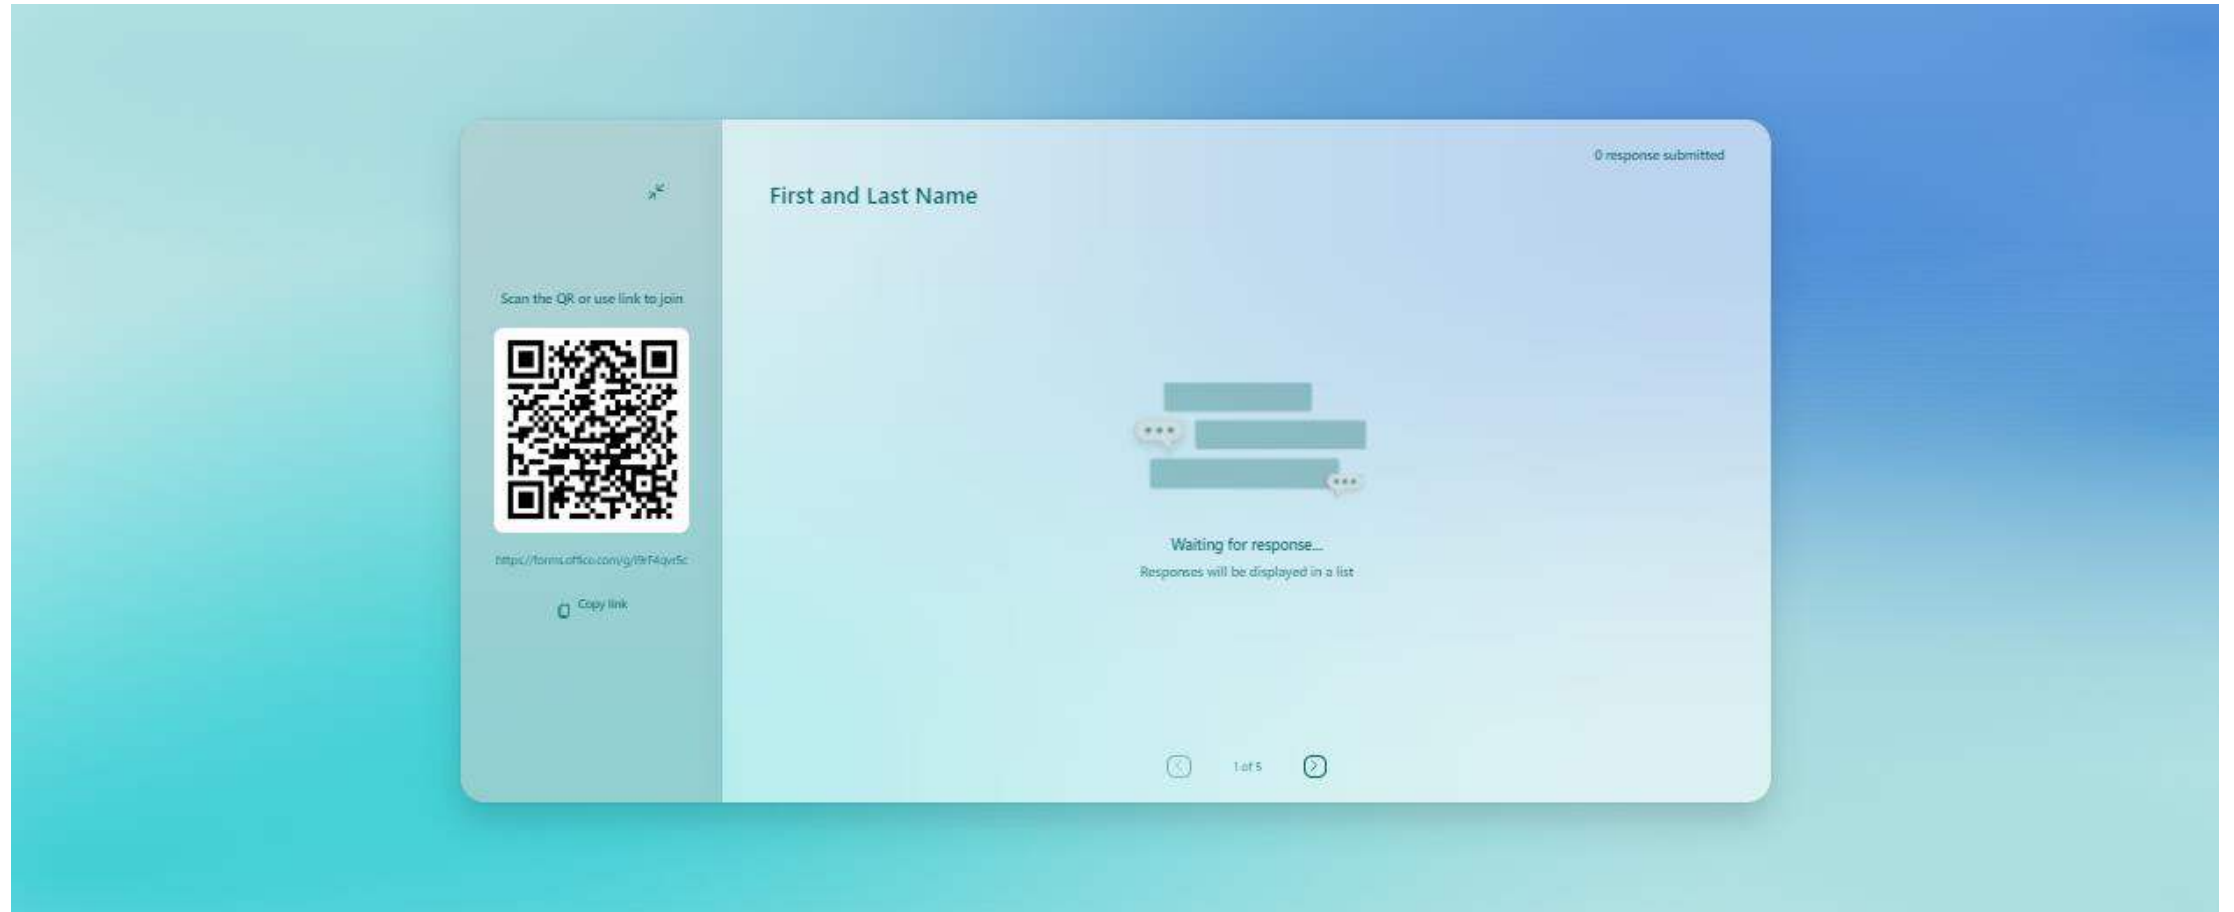 0 response submitted
First and Last Name
Scan the QR or use link to join
Waiting for response...
Responses will be displayed in a list
Copy link
1 of 5